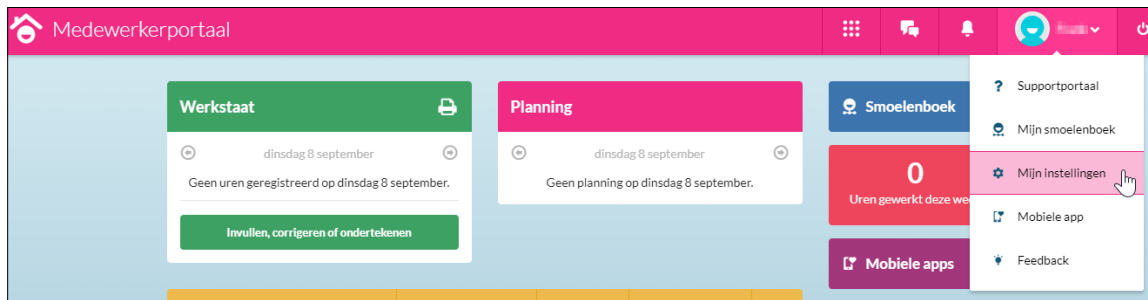 Medewerkerportaal
Werkstaat
dinsdag 8 september
Geen uren geregistreerd op dinsdag 8 september.
Invullen, corrigeren of ondertekenen
Planning
dinsdag 8 september
Geen planning op dinsdag 8 september.
Smoelenboek
0
Uren gewerkt deze
Mobiele apps
? Supportportaal
Mijn smoelenboek
Mijn instellingen
Mobiele app
Feedback